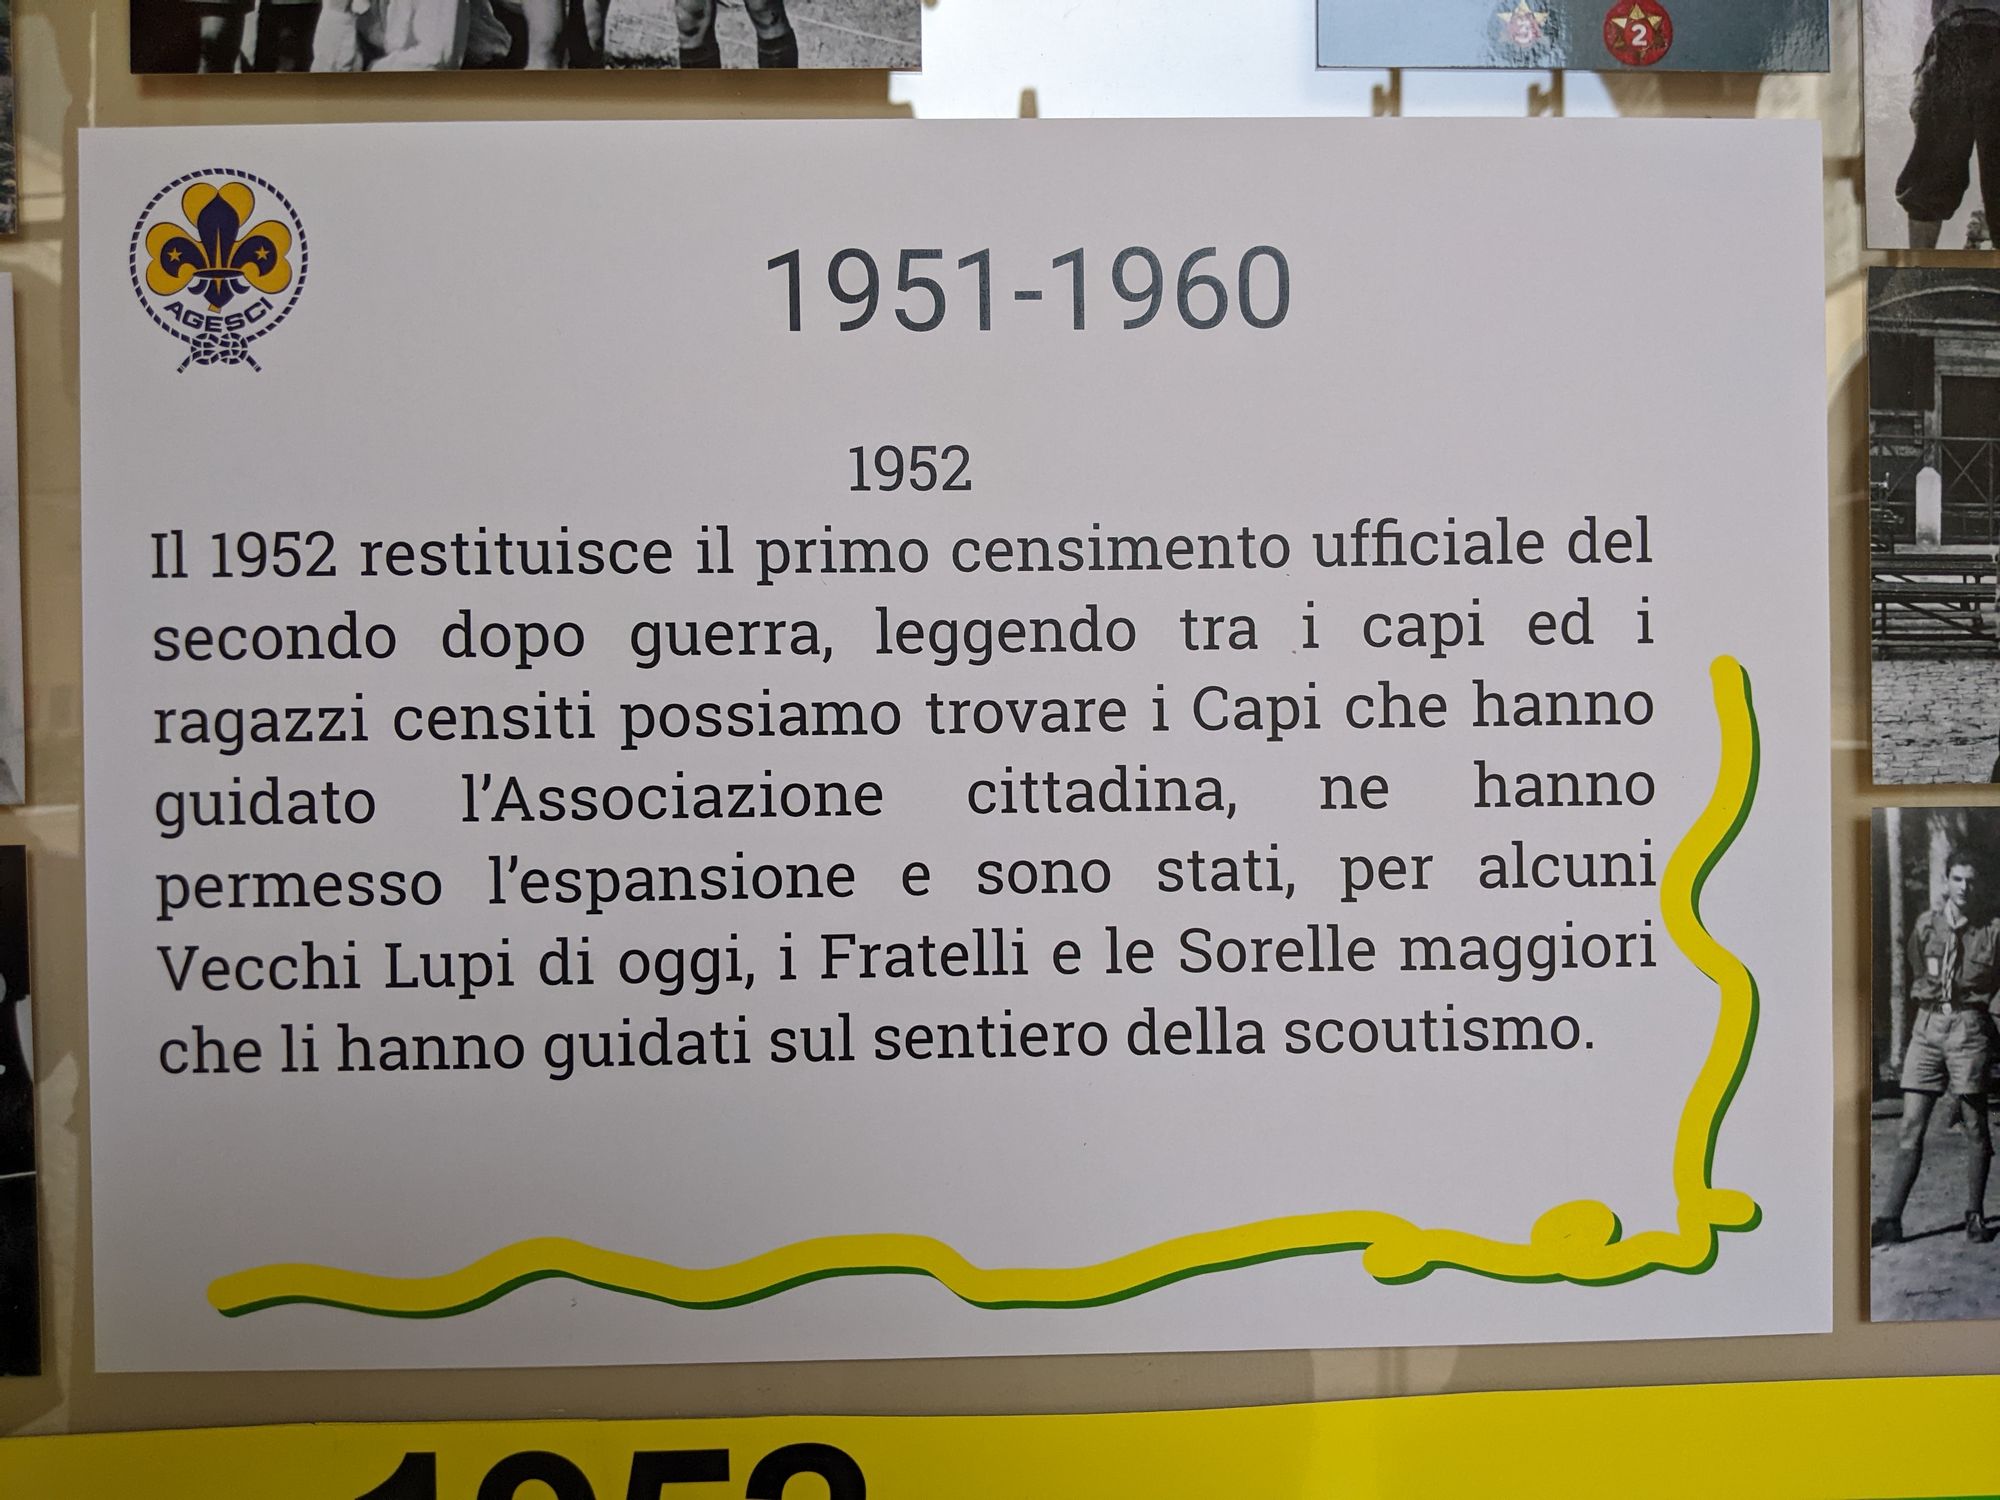 3
2
AGESCI
1951-1960
1952
Il 1952 restituisce il primo censimento ufficiale del
secondo dopo guerra, leggendo tra i capi ed i
ragazzi censiti possiamo trovare i Capi che hanno
guidato l'Associazione cittadina, ne hanno
permesso l'espansione e sono stati, per alcuni
Vecchi Lupi di oggi, i Fratelli e le Sorelle maggiori
che li hanno guidati sul sentiero della scoutismo.
1952